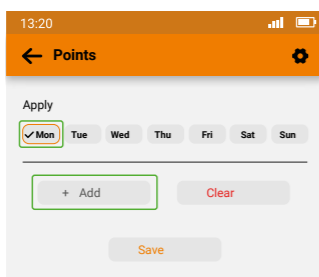 13:20
Points
Apply
Mon Tue Wed Thu Fri Sat Sun
+ Add Clear
Save